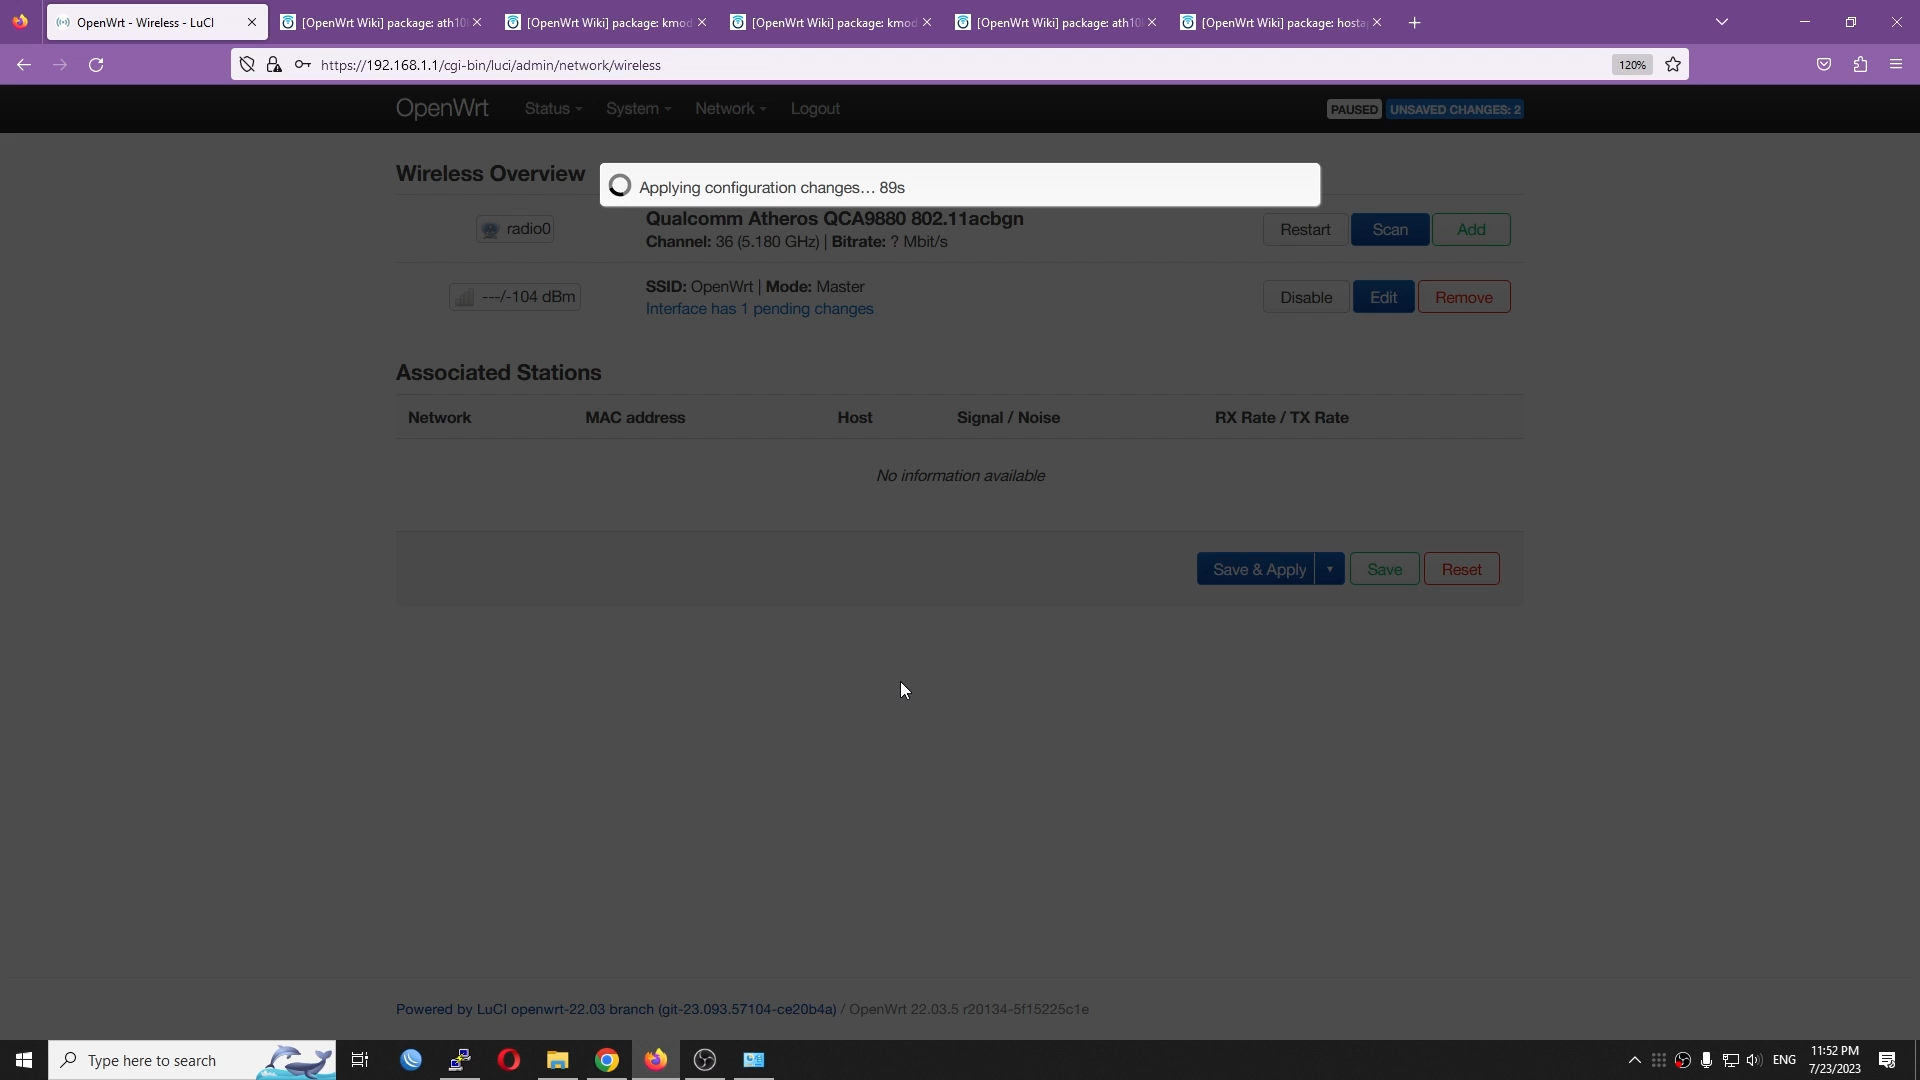 OpenWrt - Wireless - LuCI
[OpenWrt Wiki] package: ath10
[OpenWrt Wiki] package: kmod
[OpenWrt Wiki] package: kmod
[OpenWrt Wiki] package: ath10
[OpenWrt Wiki] package: hosta
https://192.168.1.1/cgi-bin/luci/admin/network/wireless
120%
OpenWrt
Status
System
Network
Logout
PAUSED
UNSAVED CHANGES: 2
Wireless Overview
Applying configuration changes… 89s
radio0
Qualcomm Atheros QCA9880 802.11acbgn
Channel: 36 (5.180 GHz) | Bitrate: ? Mbit/s
Restart
Scan
Add
---/-104 dBm
SSID: OpenWrt | Mode: Master
Interface has 1 pending changes
Disable
Edit
Remove
Associated Stations
Network
MAC address
Host
Signal / Noise
RX Rate / TX Rate
No information available
Save & Apply
Save
Reset
Powered by LuCI openwrt-22.03 branch (git-23.093.57104-ce20b4a) / OpenWrt 22.03.5 r20134-5f15225c1e
Type here to search
ENG
11:52 PM
7/23/2023